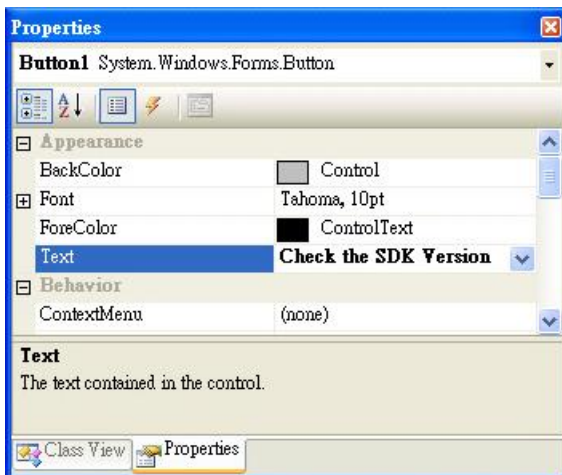 Properties
Button1 System.Windows.Forms.Button
A Z
Appearance
BackColor Control
Font Tahoma, 10pt
ForeColor ControlText
Text Check the SDK Version
Behavior
ContextMenu (none)
Text
The text contained in the control.
Class View Properties